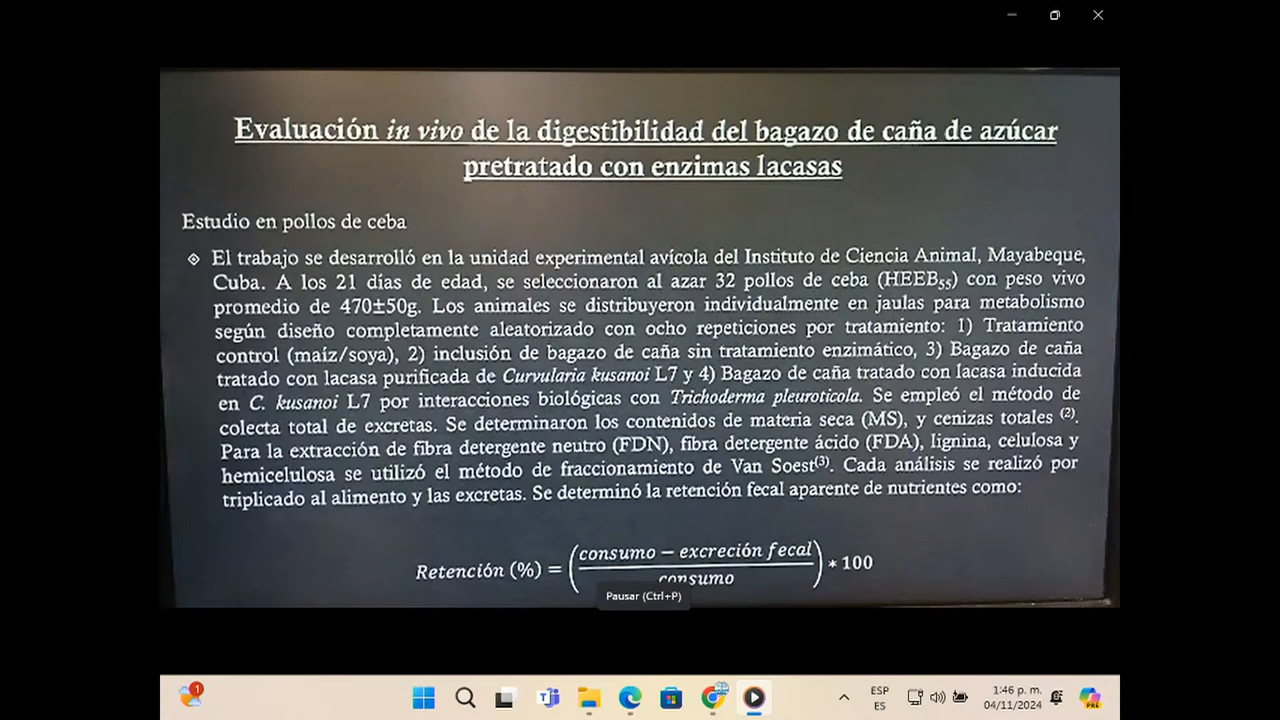 Evaluación in vivo de la digestibilidad del bagazo de caña de azúcar
pretratado con enzimas lacasas
Estudio en pollos de ceba
El trabajo se desarrolló en la unidad experimental avícola del Instituto de Ciencia Animal, Mayabeque,
Cuba. A los 21 días de edad, se seleccionaron al azar 32 pollos de ceba (HEEB55) con peso vivo
promedio de 470±50g. Los animales se distribuyeron individualmente en jaulas para metabolismo
según diseño completamente aleatorizado con ocho repeticiones por tratamiento: 1) Tratamiento
control (maíz/soya), 2) inclusión de bagazo de caña sin tratamiento enzimático, 3) Bagazo de caña
tratado con lacasa purificada de Curvularia kusanoi L7 y 4) Bagazo de caña tratado con lacasa inducida
en C. kusanoi L7 por interacciones biológicas con Trichoderma pleuroticola. Se empleó el método de
colecta total de excretas. Se determinaron los contenidos de materia seca (MS), y cenizas totales (2).
Para la extracción de fibra detergente neutro (FDN), fibra detergente ácido (FDA), lignina, celulosa y
hemicelulosa se utilizó el método de fraccionamiento de Van Soest(3). Cada análisis se realizó por
triplicado al alimento y las excretas. Se determinó la retención fecal aparente de nutrientes como:
Retención (%) = (consumo − excreción fecal / consumo) * 100
Pausar (Ctrl+P)
1
ESP
ES
1:46 p. m.
04/11/2024
PRE